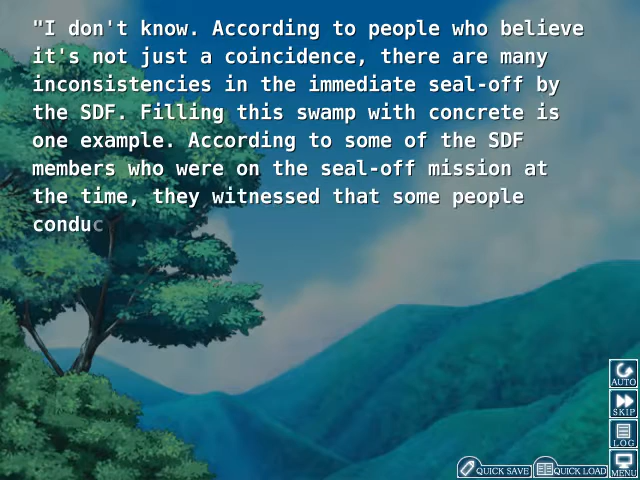 "I don't know. According to people who believe
it's not just a coincidence, there are many
inconsistencies in the immediate seal-off by
the SDF. Filling this swamp with concrete is
one example. According to some of the SDF
members who were on the seal-off mission at
the time, they witnessed that some people
conduc
AUTO
SKIP
LOG
QUICK SAVE
QUICK LOAD
MENU